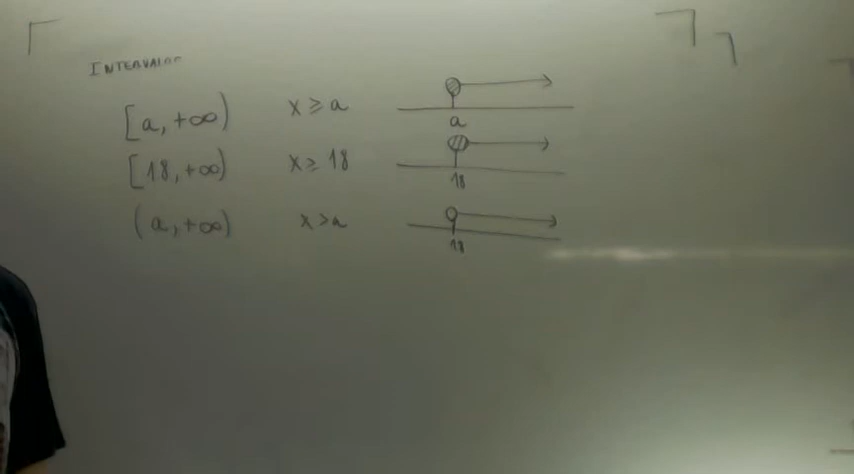 INTERVALOS
[a, +∞) x ≥ a a
[18, +∞) x ≥ 18 18
(a, +∞) x > a 18